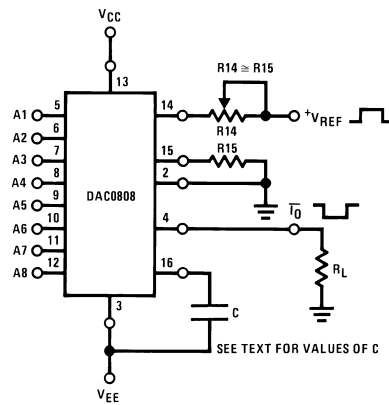 VCC
13
R14 ≅ R15
A1 5
14
R14
+VREF
A2 6
A3 7
15
R15
A4 8
2
DAC0808
A5 9
4
IO
A6 10
A7 11
16
RL
A8 12
C
3
SEE TEXT FOR VALUES OF C
VEE